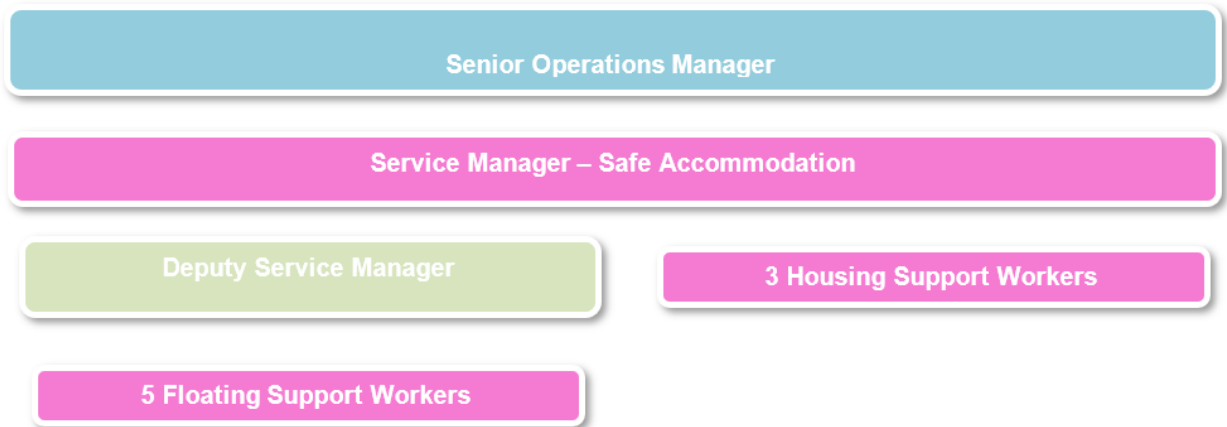 Senior Operations Manager
Service Manager – Safe Accommodation
Deputy Service Manager
3 Housing Support Workers
5 Floating Support Workers